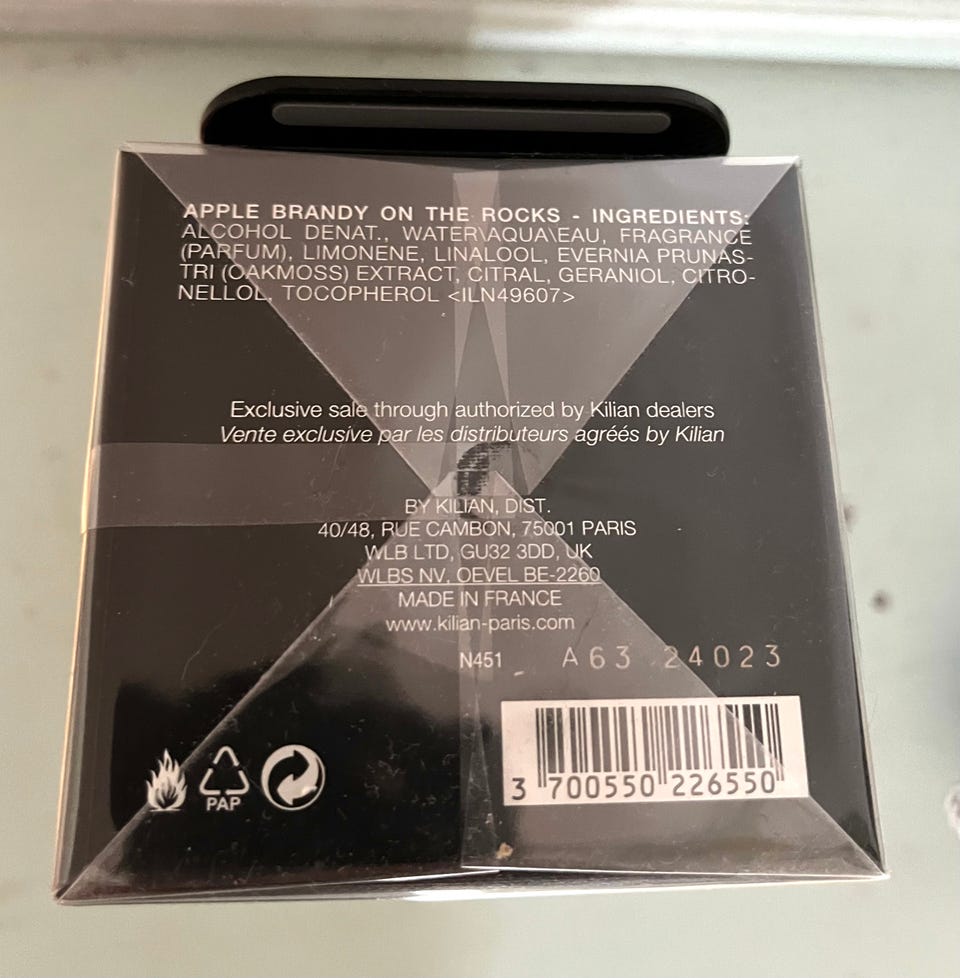 APPLE BRANDY ON THE ROCKS - INGREDIENTS:
ALCOHOL DENAT., WATER\AQUA\EAU, FRAGRANCE
(PARFUM), LIMONENE, LINALOOL, EVERNIA PRUNAS-
TRI (OAKMOSS) EXTRACT, CITRAL, GERANIOL, CITRO-
NELLOL, TOCOPHEROL <ILN49607>
Exclusive sale through authorized by Kilian dealers
Vente exclusive par les distributeurs agréés by Kilian
BY KILIAN, DIST.
40/48, RUE CAMBON, 75001 PARIS
WLB LTD, GU32 3DD, UK
WLBS NV, OEVEL BE-2260
MADE IN FRANCE
www.kilian-paris.com
N451 A63 24023
PAP
3 700550 226550